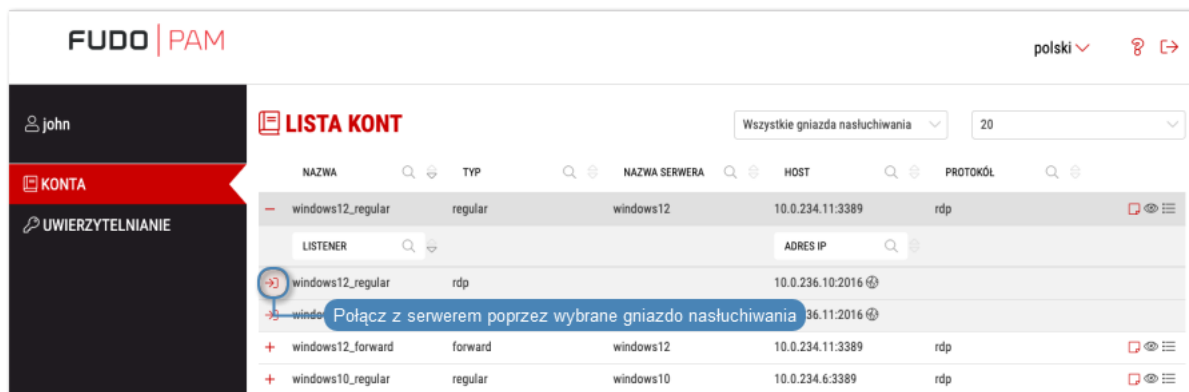 FUDO PAM
polski
john
LISTA KONT
Wszystkie gniazda nasłuchiwania
20
KONTA
UWIERZYTELNIANIE
NAZWA TYP NAZWA SERWERA HOST PROTOKÓŁ
windows12_regular regular windows12 10.0.234.11:3389 rdp
LISTENER ADRES IP
windows12_regular rdp 10.0.236.10:2016
Połącz z serwerem poprzez wybrane gniazdo nasłuchiwania
36.11:2016
windows12_forward forward windows12 10.0.234.11:3389 rdp
windows10_regular regular windows10 10.0.234.6:3389 rdp